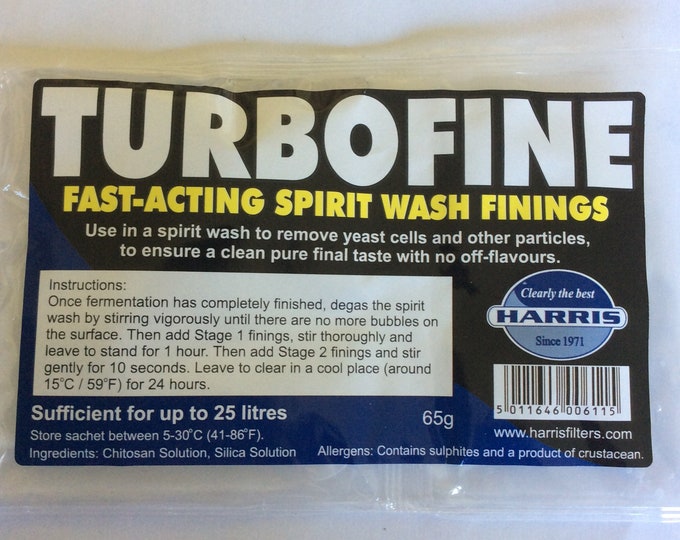 TURBOFINE
FAST-ACTING SPIRIT WASH FININGS
Use in a spirit wash to remove yeast cells and other particles,
to ensure a clean pure final taste with no off-flavours.
Instructions:
Once fermentation has completely finished, degas the spirit
wash by stirring vigorously until there are no more bubbles on
the surface. Then add Stage 1 finings, stir thoroughly and
leave to stand for 1 hour. Then add Stage 2 finings and stir
gently for 10 seconds. Leave to clear in a cool place (around
15°C / 59°F) for 24 hours.
Clearly the best
HARRIS
Since 1971
5 011646 006115
www.harrisfilters.com
Sufficient for up to 25 litres
65g
Store sachet between 5-30°C (41-86°F).
Ingredients: Chitosan Solution, Silica Solution
Allergens: Contains sulphites and a product of crustacean.